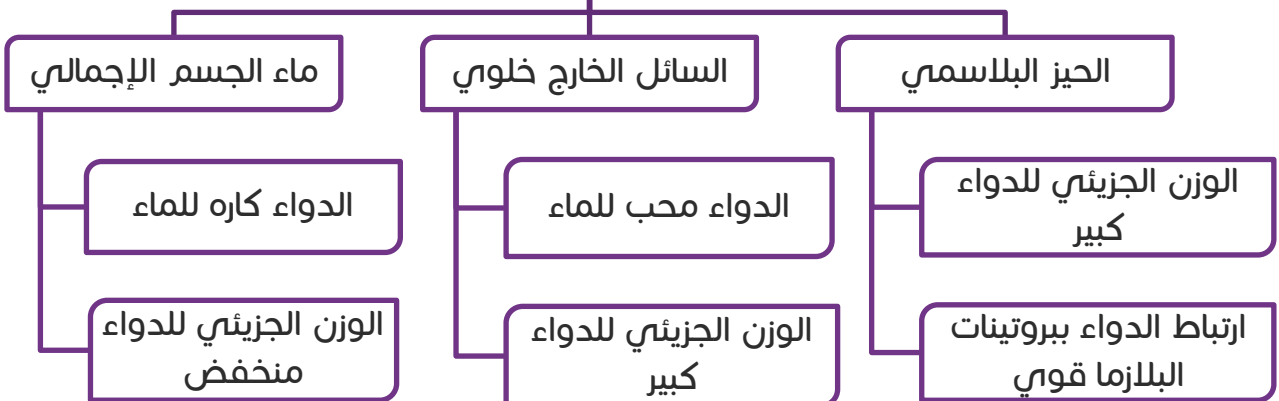 الحيز البلاسمي
الوزن الجزيئي للدواء
كبير
ارتباط الدواء ببروتينات
البلازما قوي
السائل الخارج خلوي
الدواء محب للماء
الوزن الجزيئي للدواء
كبير
ماء الجسم الإجمالي
الدواء كاره للماء
الوزن الجزيئي للدواء
منخفض